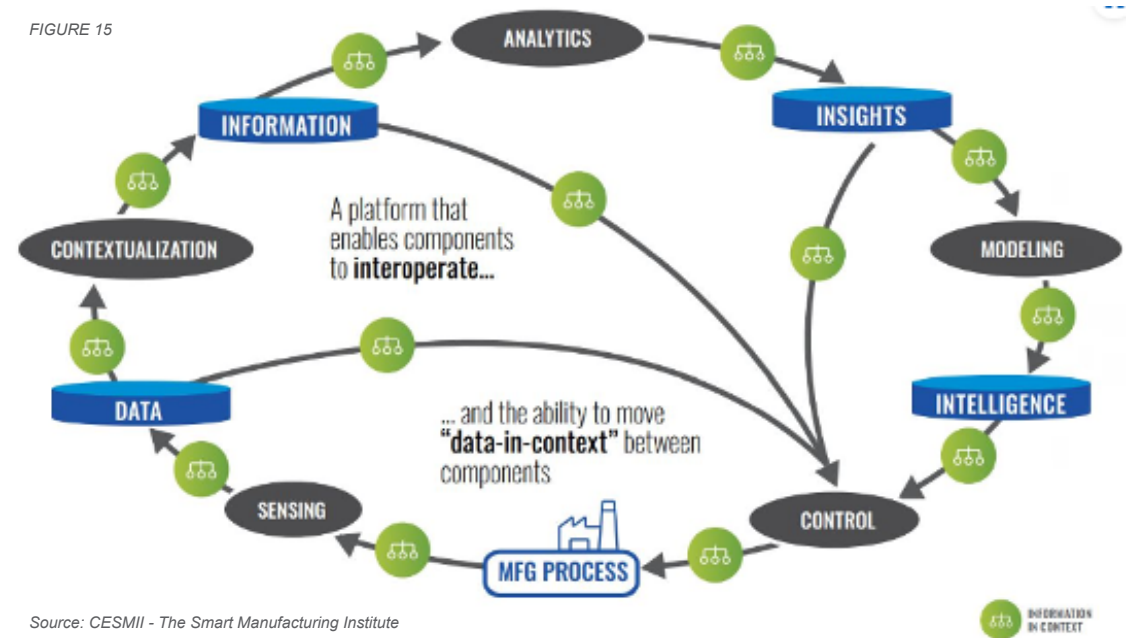 FIGURE 15
ANALYTICS
INFORMATION
INSIGHTS
A platform that
enables components
to interoperate...
CONTEXTUALIZATION
MODELING
DATA
INTELLIGENCE
... and the ability to move
“data-in-context” between
components
SENSING
CONTROL
MFG PROCESS
Source: CESMII - The Smart Manufacturing Institute
INFORMATION
IN CONTEXT